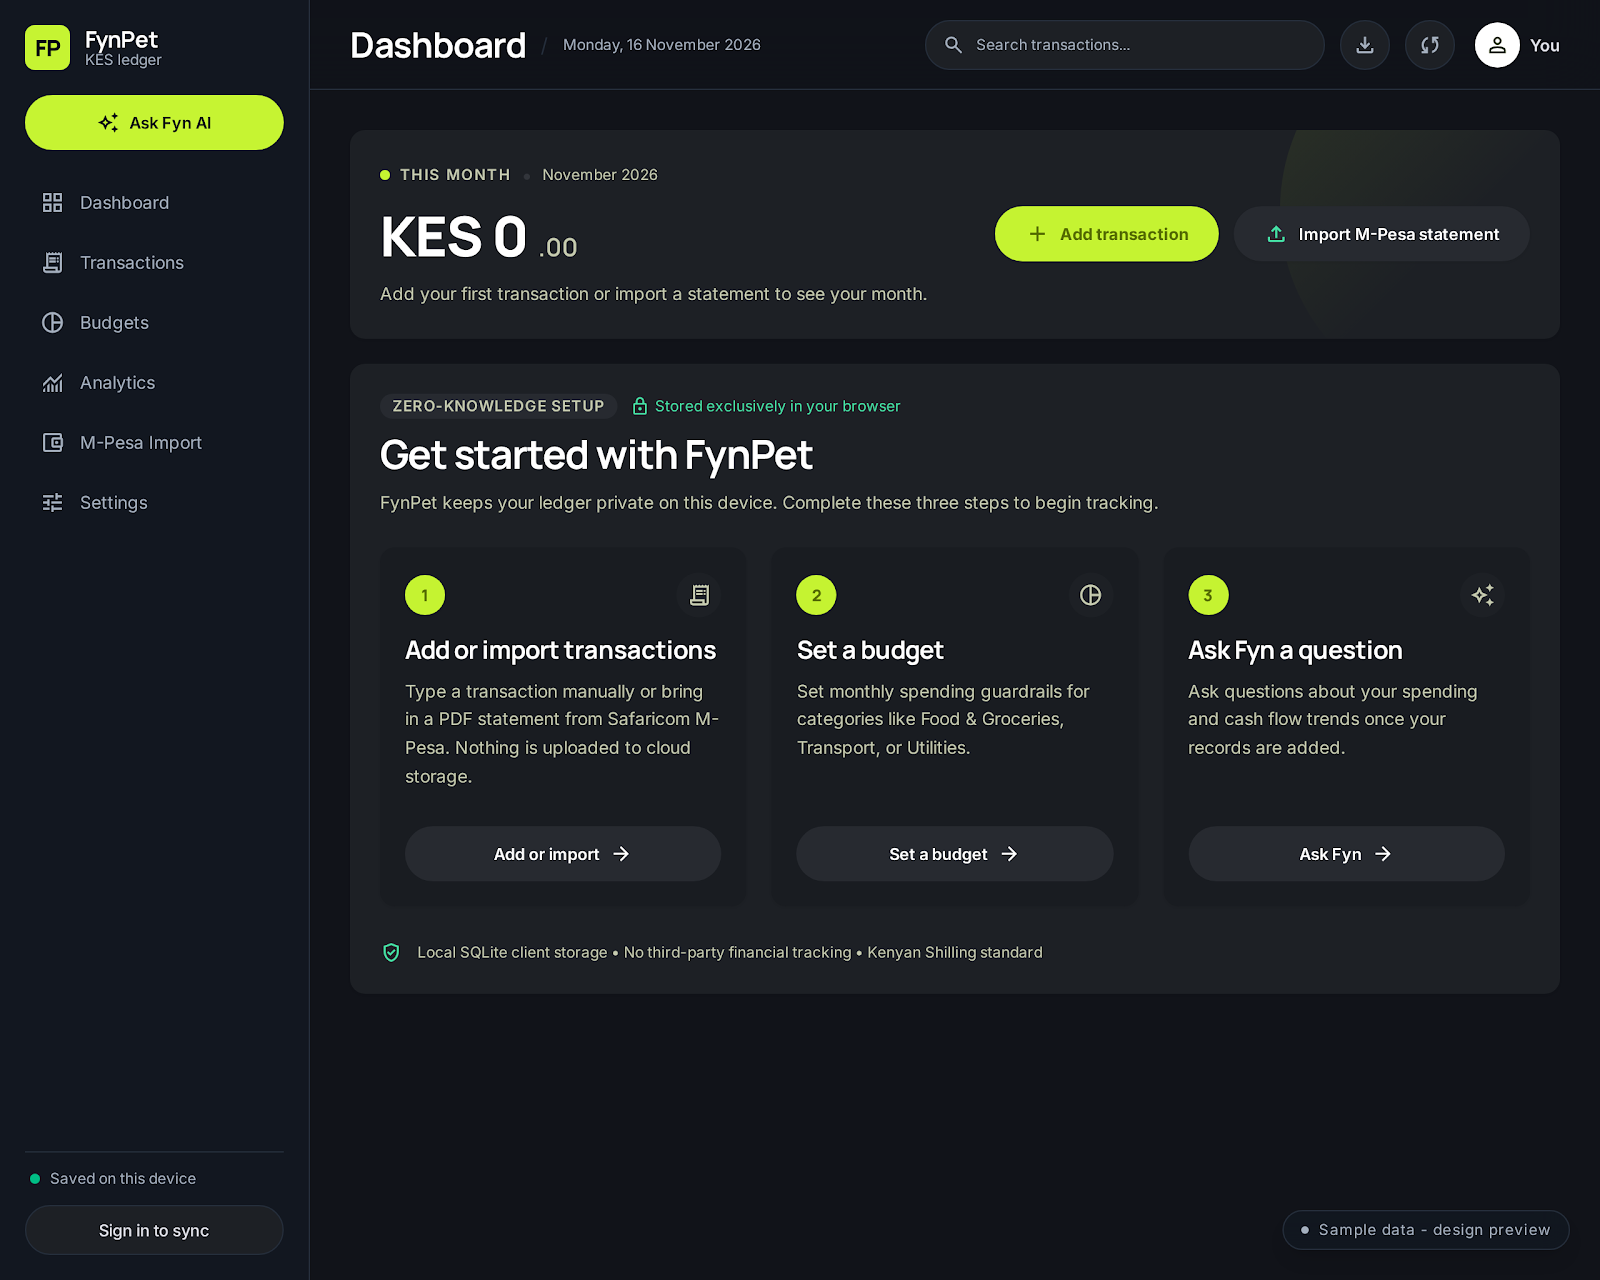 FP
FynPet
KES ledger
Ask Fyn AI
Dashboard
Transactions
Budgets
Analytics
M-Pesa Import
Settings
Saved on this device
Sign in to sync
Dashboard / Monday, 16 November 2026
Search transactions...
You
THIS MONTH • November 2026
KES 0 .00
Add your first transaction or import a statement to see your month.
Add transaction
Import M-Pesa statement
ZERO-KNOWLEDGE SETUP
Stored exclusively in your browser
Get started with FynPet
FynPet keeps your ledger private on this device. Complete these three steps to begin tracking.
1
Add or import transactions
Type a transaction manually or bring
in a PDF statement from Safaricom M-
Pesa. Nothing is uploaded to cloud
storage.
Add or import →
2
Set a budget
Set monthly spending guardrails for
categories like Food & Groceries,
Transport, or Utilities.
Set a budget →
3
Ask Fyn a question
Ask questions about your spending
and cash flow trends once your
records are added.
Ask Fyn →
Local SQLite client storage • No third-party financial tracking • Kenyan Shilling standard
Sample data - design preview